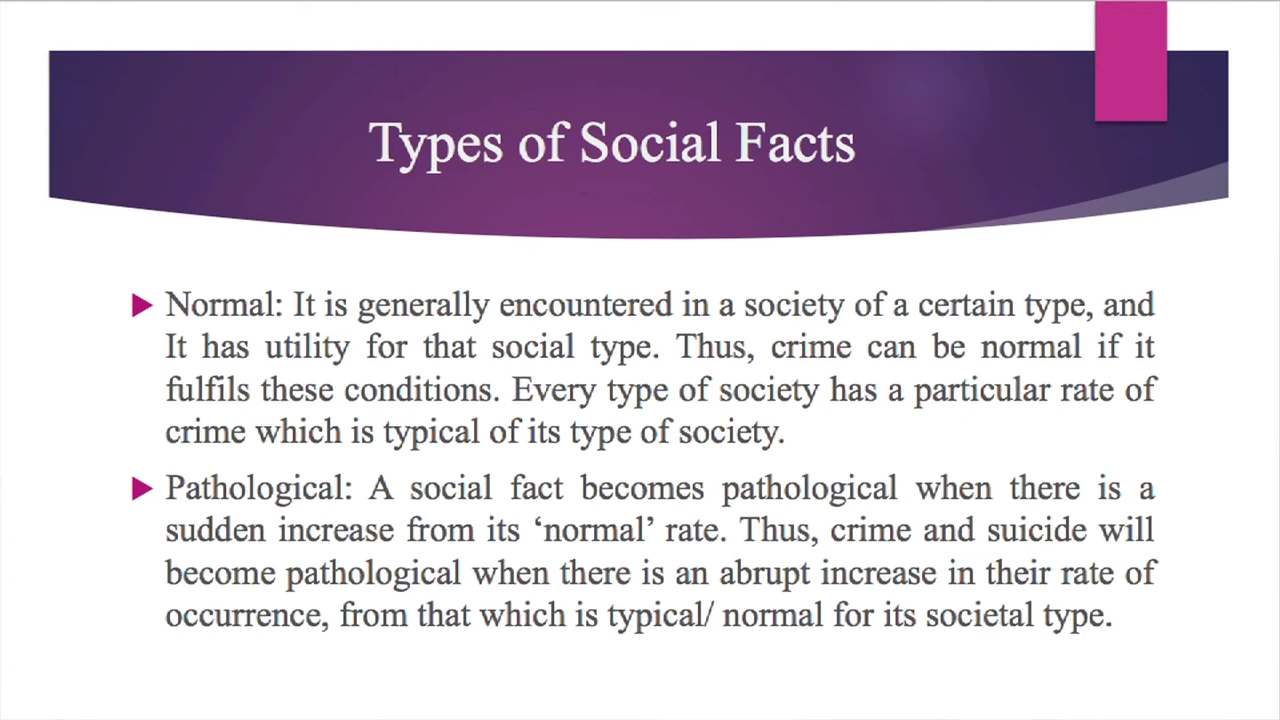 Types of Social Facts
Normal: It is generally encountered in a society of a certain type, and
It has utility for that social type. Thus, crime can be normal if it
fulfils these conditions. Every type of society has a particular rate of
crime which is typical of its type of society.
Pathological: A social fact becomes pathological when there is a
sudden increase from its ‘normal’ rate. Thus, crime and suicide will
become pathological when there is an abrupt increase in their rate of
occurrence, from that which is typical/ normal for its societal type.